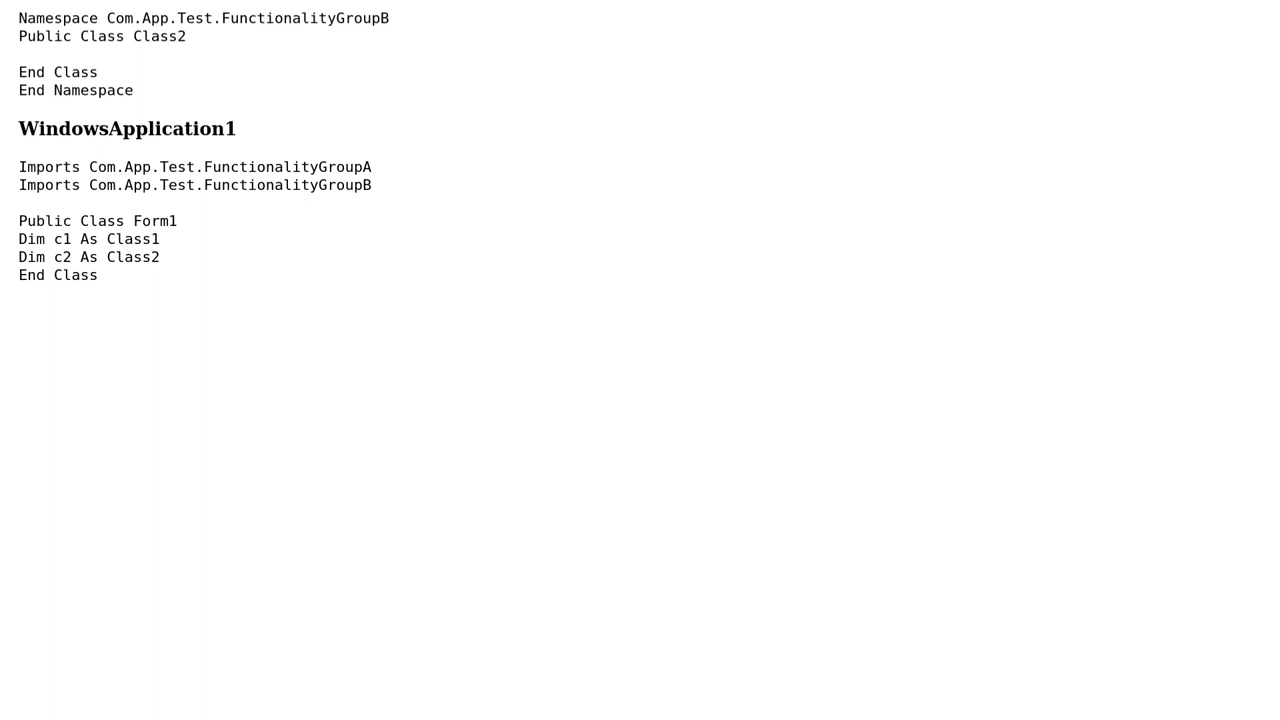 Namespace Com.App.Test.FunctionalityGroupB
Public Class Class2
End Class
End Namespace
WindowsApplication1
Imports Com.App.Test.FunctionalityGroupA
Imports Com.App.Test.FunctionalityGroupB
Public Class Form1
Dim c1 As Class1
Dim c2 As Class2
End Class